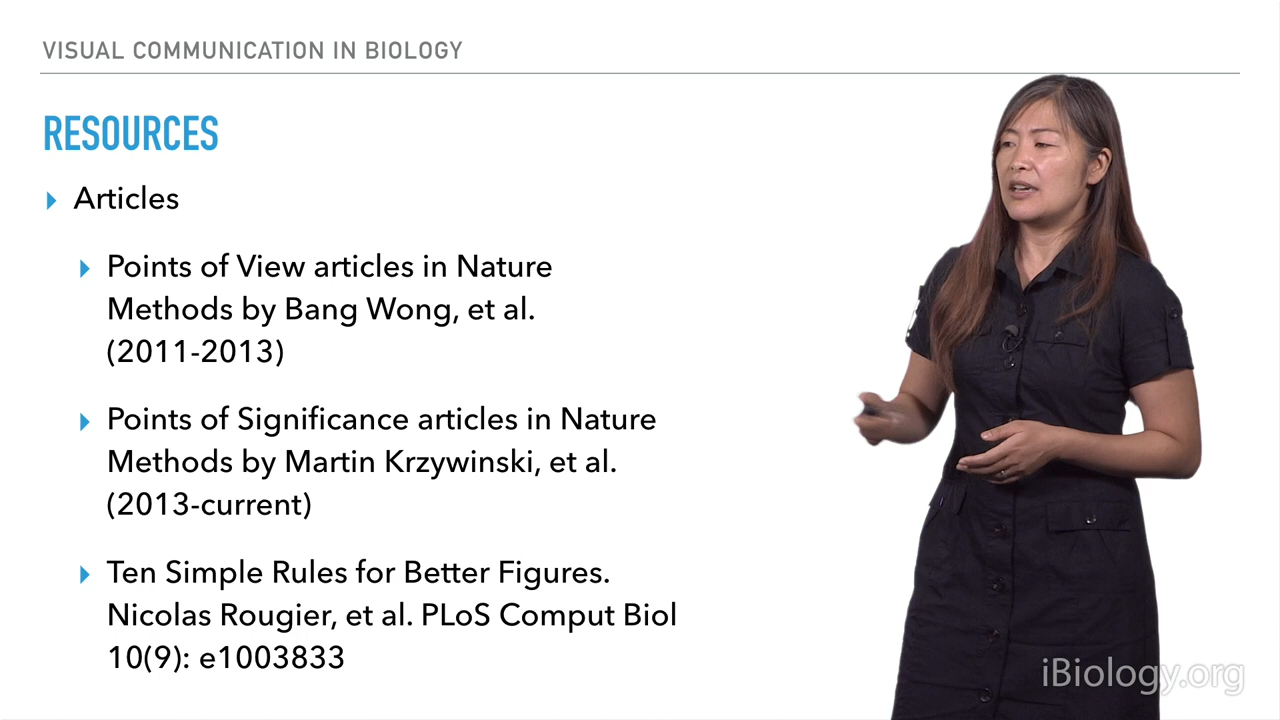 VISUAL COMMUNICATION IN BIOLOGY
RESOURCES
Articles
Points of View articles in Nature
Methods by Bang Wong, et al.
(2011-2013)
Points of Significance articles in Nature
Methods by Martin Krzywinski, et al.
(2013-current)
Ten Simple Rules for Better Figures.
Nicolas Rougier, et al. PLoS Comput Biol
10(9): e1003833
iBiology.org